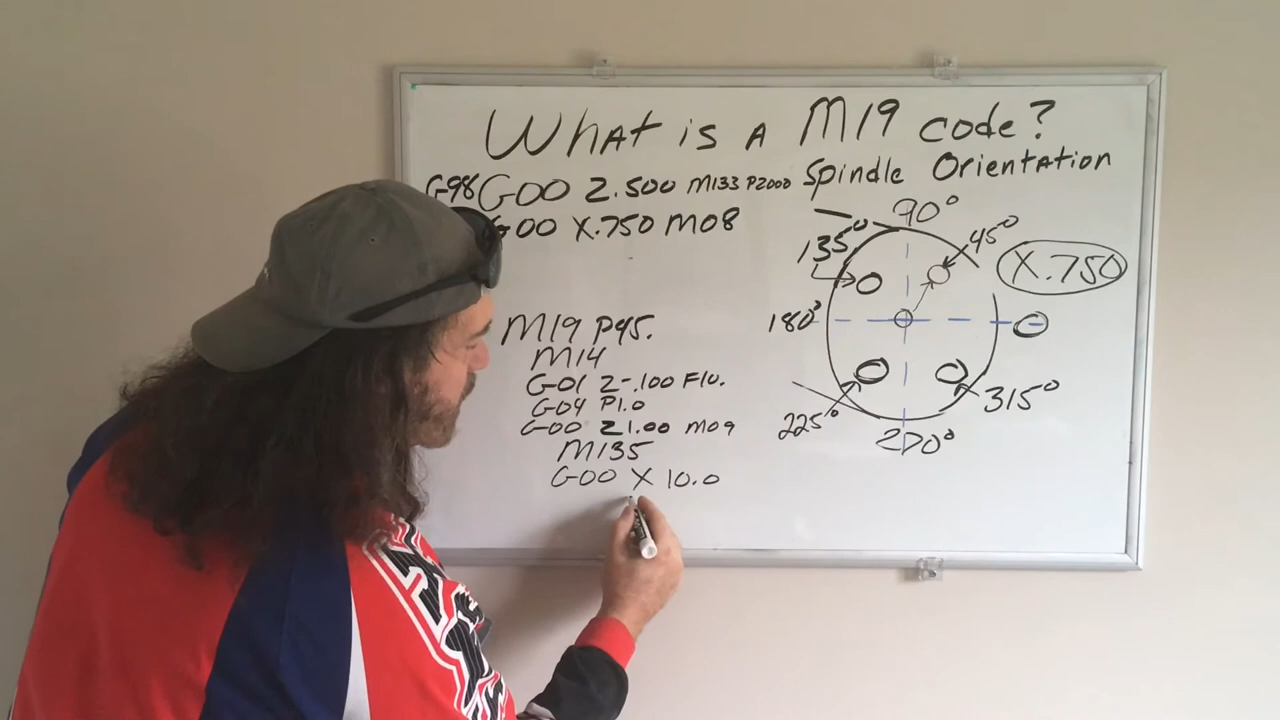 What is A M19 code?
Spindle Orientation
G98 G00 Z.500 M133 P2000
G00 X.750 M08
M19 P45.
M14
G01 Z-.100 F10.
G04 P1.0
G00 Z1.00 M09
M135
G00 X 10.0
90°
45°
135°
X.750
180°
315°
225°
270°